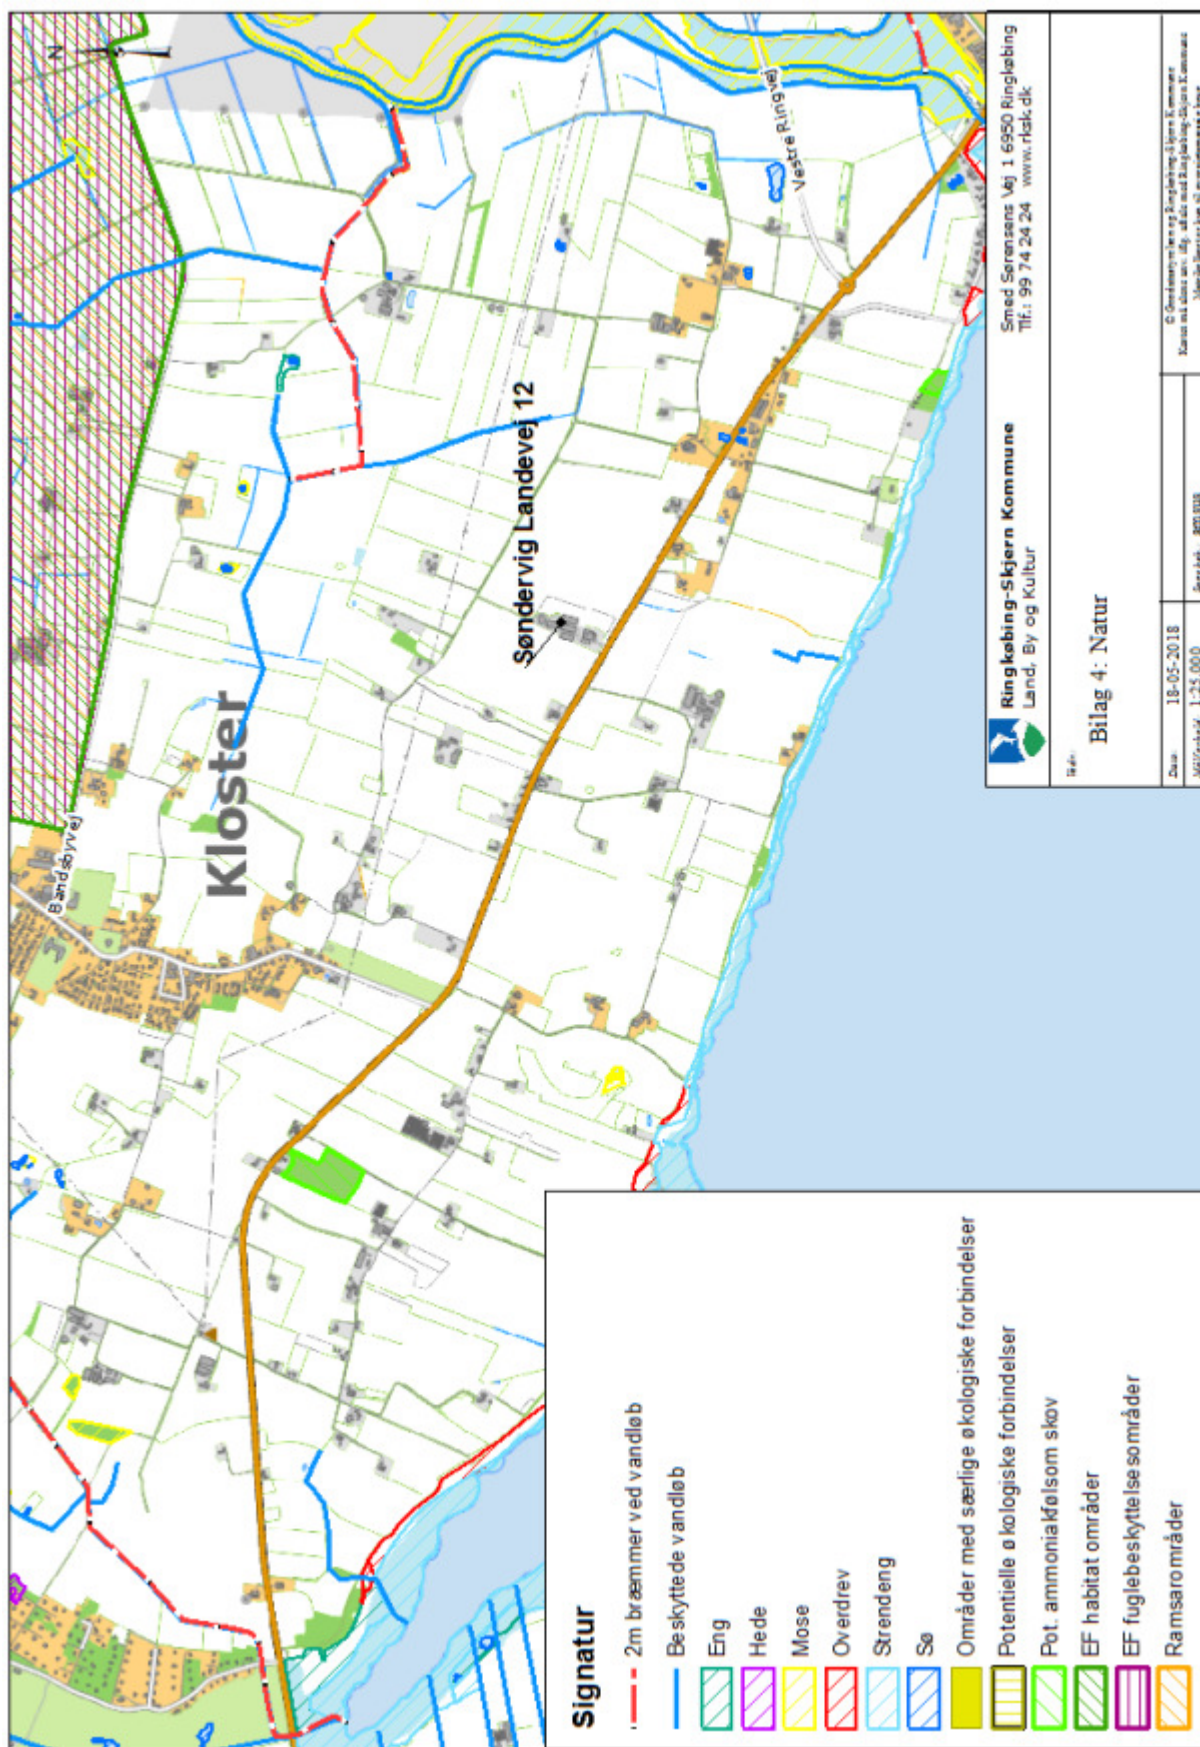 N
Bandsbyvej
Kloster
Søndervig Landevej 12
Vestre Ringvej
Signatur
2m bræmmer ved vandløb
Beskyttede vandløb
Eng
Hede
Mose
Overdrev
Strendeng
Sø
Områder med særlige økologiske forbindelser
Potentielle økologiske forbindelser
Pot. ammoniakfølsom skov
EF habitat områder
EF fuglebeskyttelsesområder
Ramsarområder
Ringkøbing-Skjern Kommune
Land, By og Kultur
Smed Sørensens Vej 1 6950 Ringkøbing
Tlf.: 99 74 24 24 www.rksk.dk
Bilag 4: Natur
Dato: 18-05-2018
1:25.000